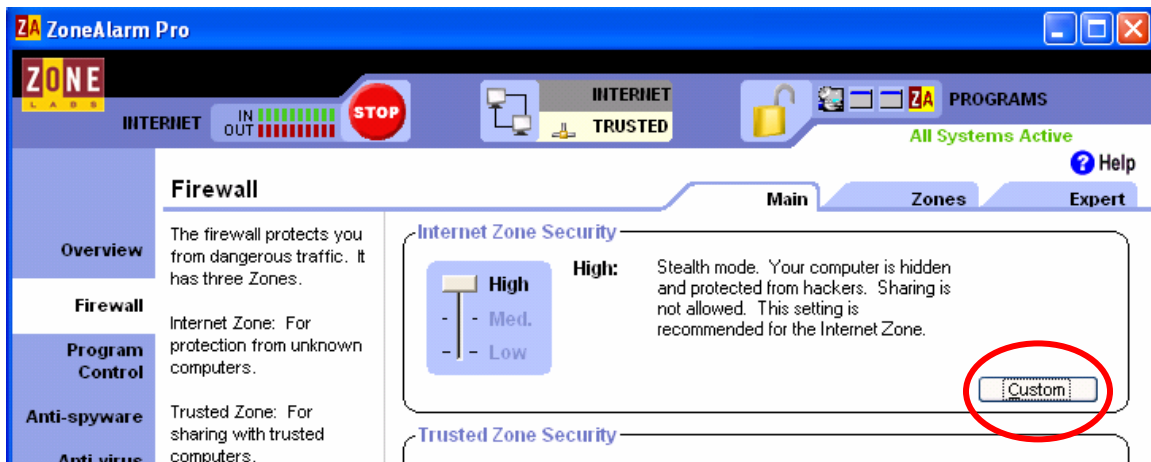 ZA ZoneAlarm Pro
ZONE
LABS
INTERNET
IN
OUT
STOP
INTERNET
TRUSTED
ZA PROGRAMS
All Systems Active
? Help
Firewall
Main Zones Expert
Overview
Firewall
Program
Control
Anti-spyware
Anti-virus
The firewall protects you
from dangerous traffic. It
has three Zones.
Internet Zone: For
protection from unknown
computers.
Trusted Zone: For
sharing with trusted
computers.
Internet Zone Security
High
Med.
Low
High: Stealth mode. Your computer is hidden
and protected from hackers. Sharing is
not allowed. This setting is
recommended for the Internet Zone.
Custom
Trusted Zone Security